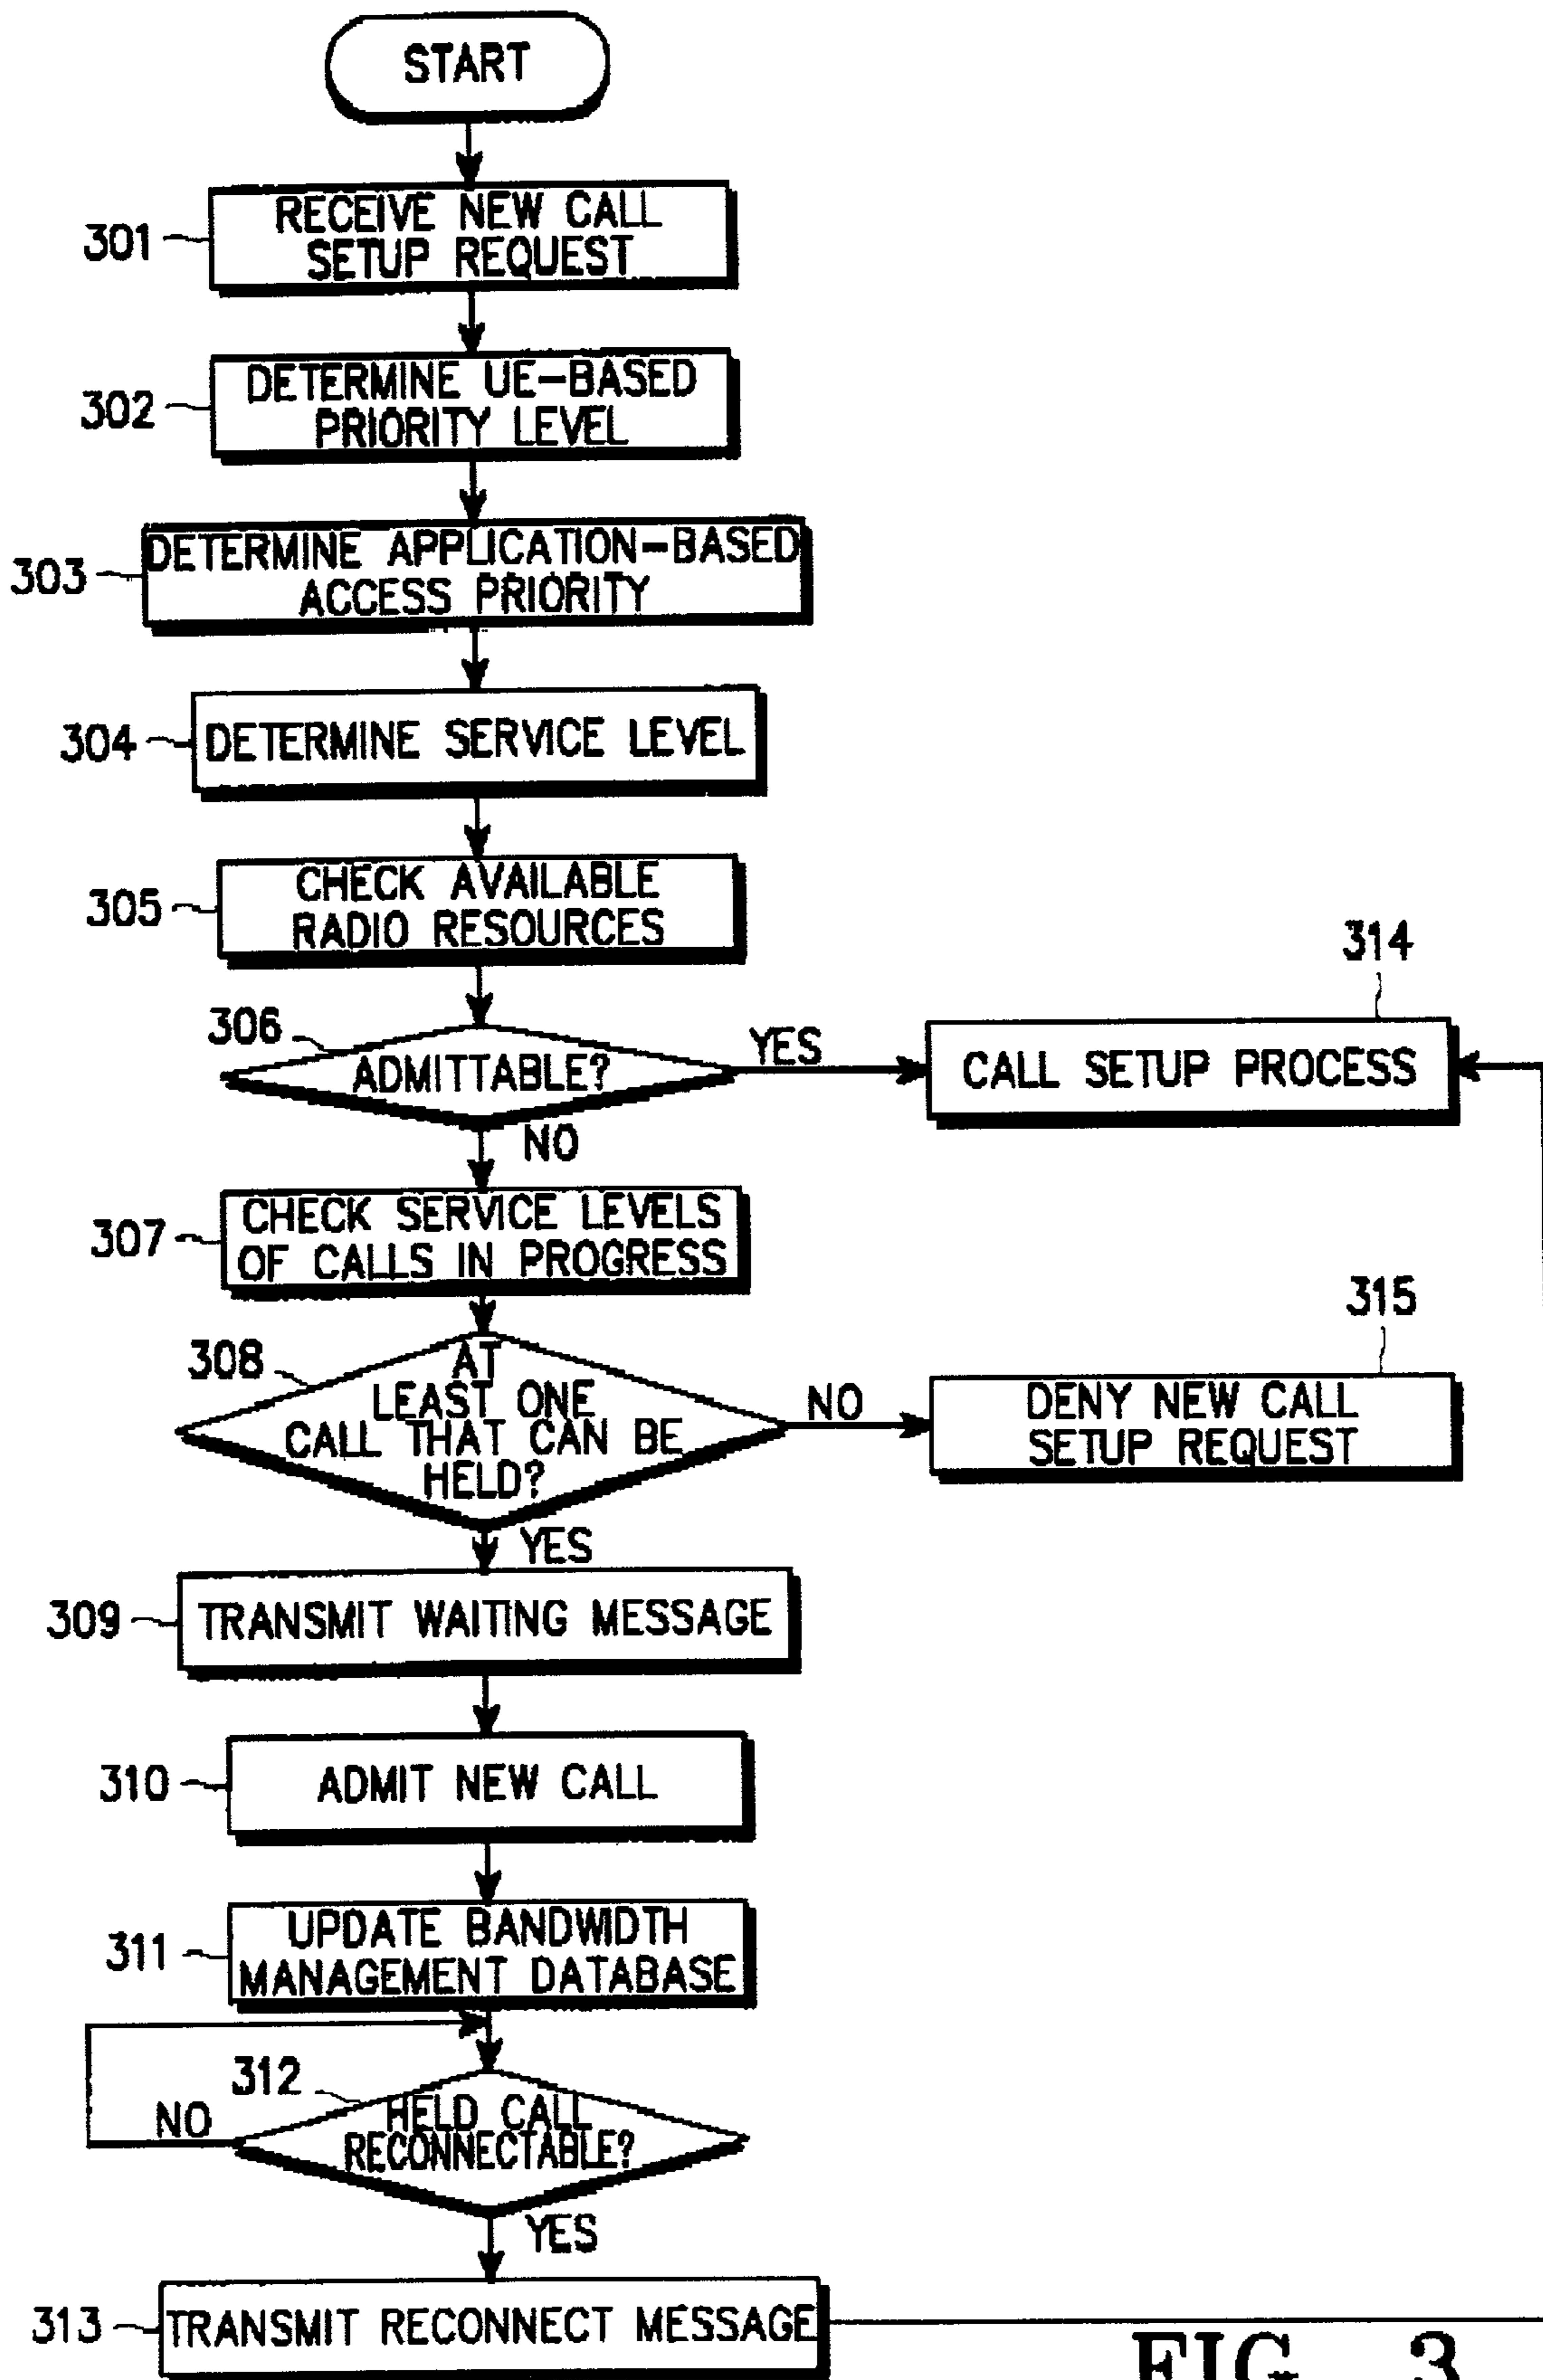 START
301
RECEIVE NEW CALL
SETUP REQUEST
302
DETERMINE UE-BASED
PRIORITY LEVEL
303
DETERMINE APPLICATION-BASED
ACCESS PRIORITY
304
DETERMINE SERVICE LEVEL
305
CHECK AVAILABLE
RADIO RESOURCES
306
ADMITTABLE?
YES
314
CALL SETUP PROCESS
NO
307
CHECK SERVICE LEVELS
OF CALLS IN PROGRESS
308
AT
LEAST ONE
CALL THAT CAN BE
HELD?
NO
315
DENY NEW CALL
SETUP REQUEST
YES
309
TRANSMIT WAITING MESSAGE
310
ADMIT NEW CALL
311
UPDATE BANDWIDTH
MANAGEMENT DATABASE
312
HELD CALL
RECONNECTABLE?
NO
YES
313
TRANSMIT RECONNECT MESSAGE
FIG. 3